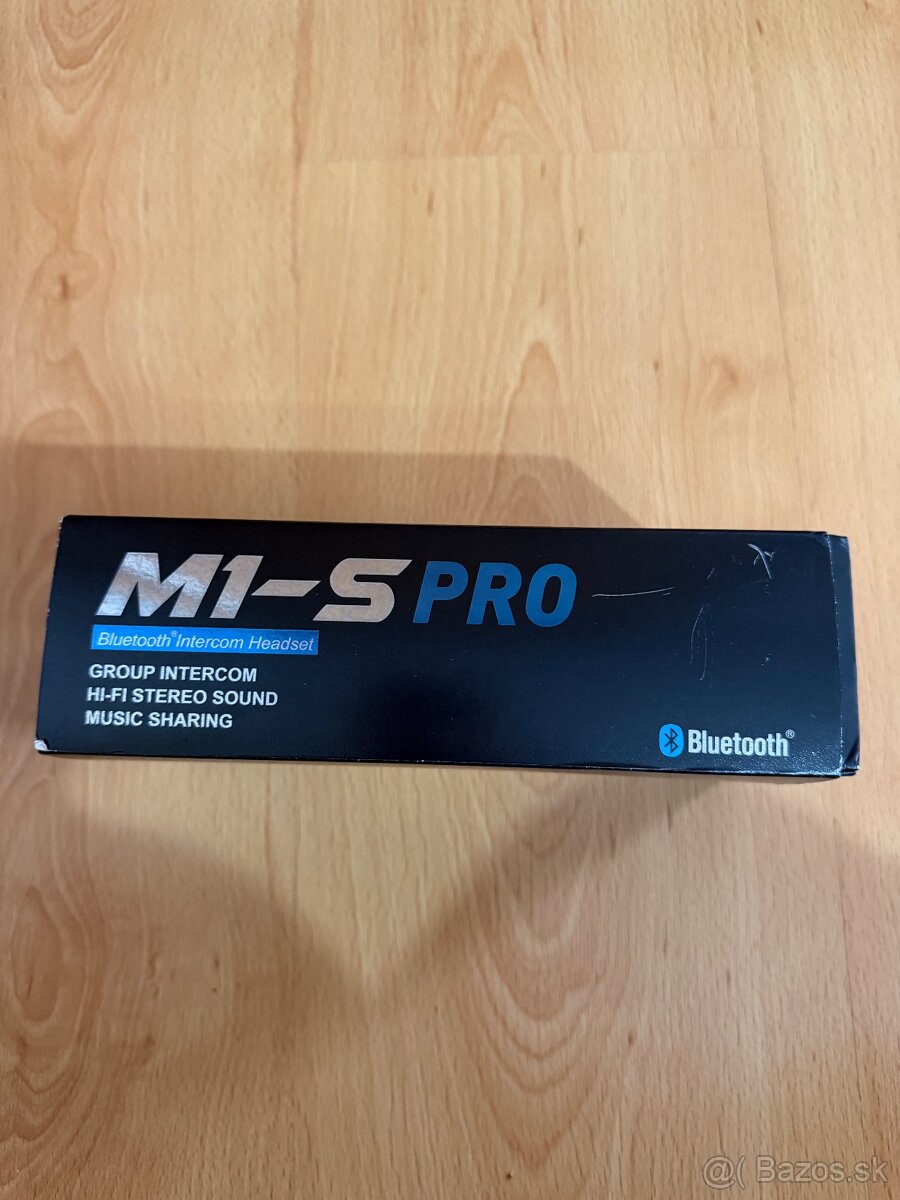 M1-S PRO
Bluetooth® Intercom Headset
GROUP INTERCOM
HI-FI STEREO SOUND
MUSIC SHARING
Bluetooth®
@( Bazos.sk